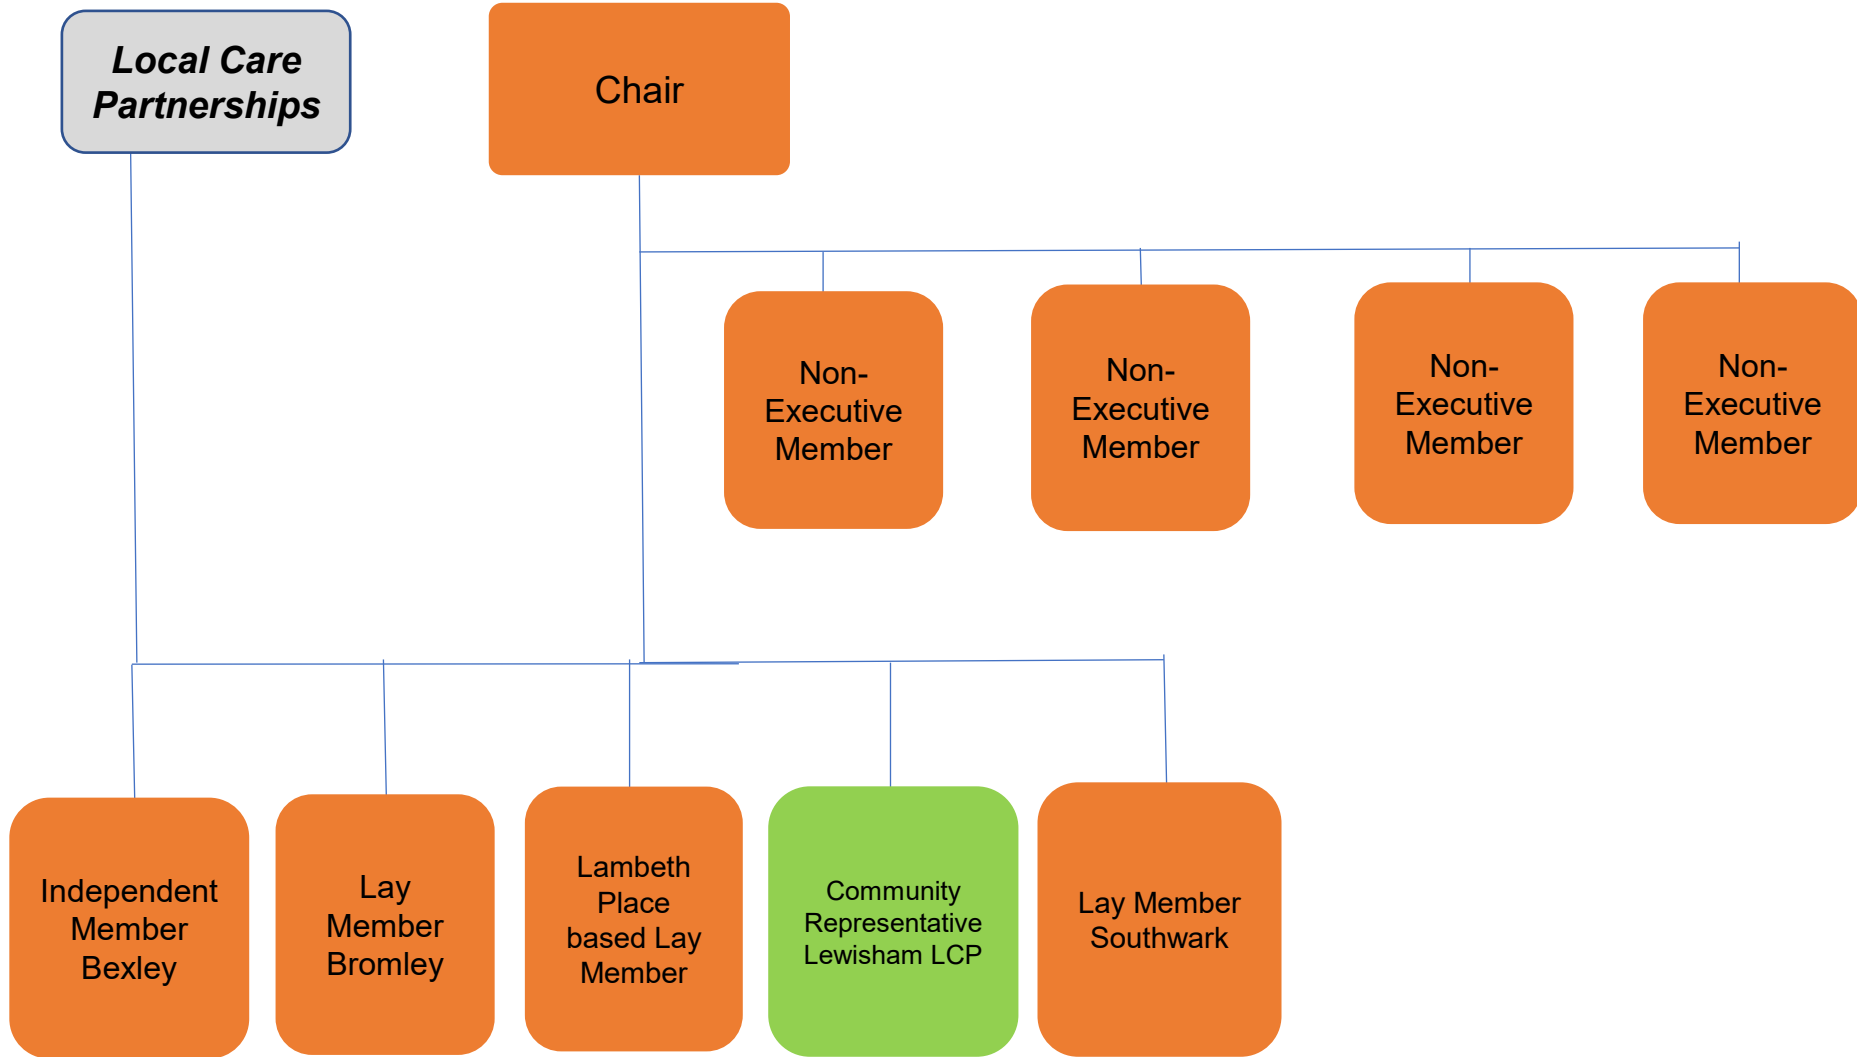 Local Care
Partnerships
Chair
Non-
Executive
Member
Non-
Executive
Member
Non-
Executive
Member
Non-
Executive
Member
Independent
Member
Bexley
Lay
Member
Bromley
Lambeth
Place
based Lay
Member
Community
Representative
Lewisham LCP
Lay Member
Southwark